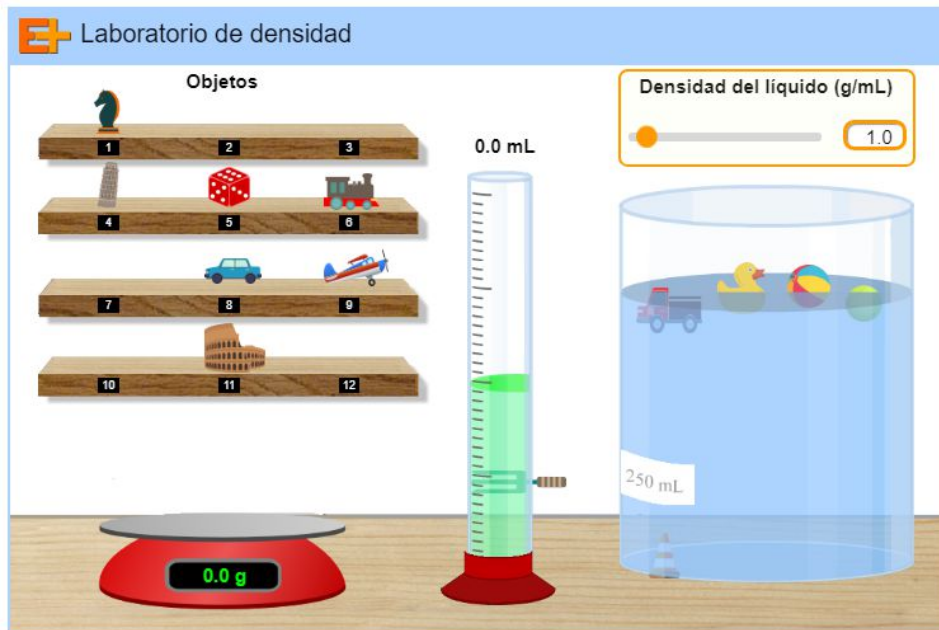 E+ Laboratorio de densidad
Objetos
1 2 3
4 5 6
7 8 9
10 11 12
0.0 mL
Densidad del líquido (g/mL)
1.0
250 mL
0.0 g